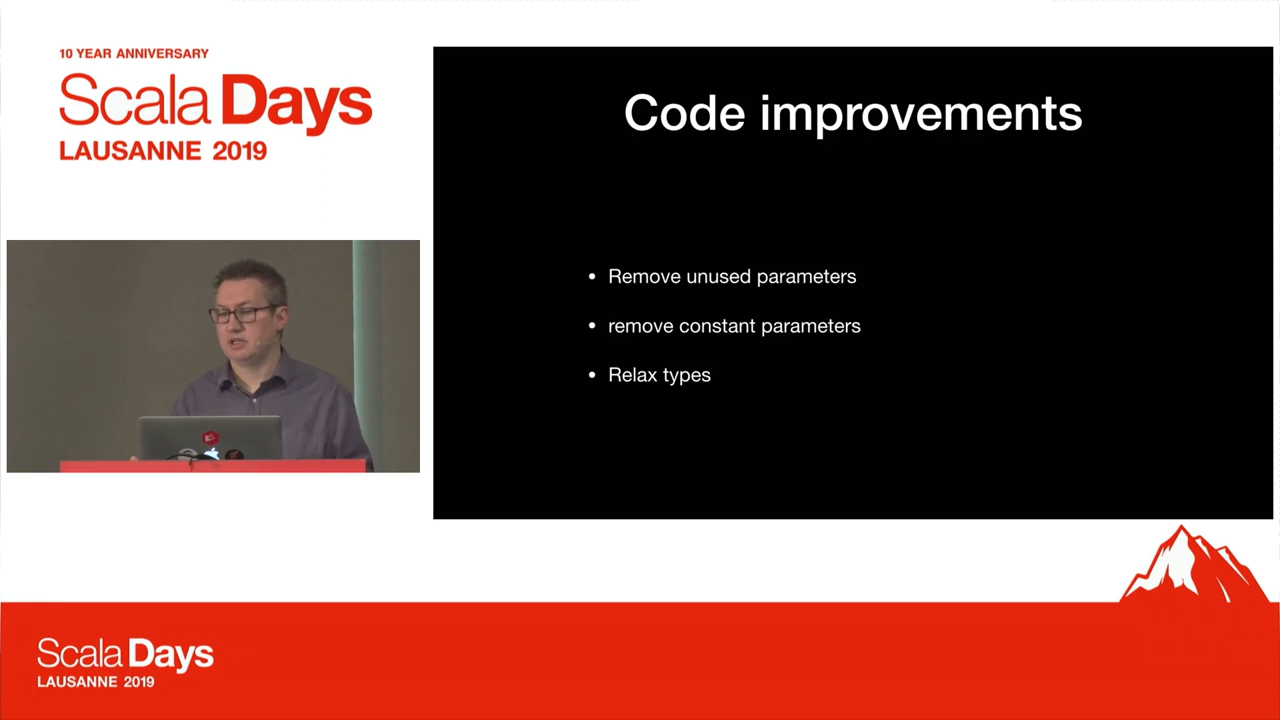 10 YEAR ANNIVERSARY
Scala Days
LAUSANNE 2019
Code improvements
• Remove unused parameters
• remove constant parameters
• Relax types
Scala Days
LAUSANNE 2019